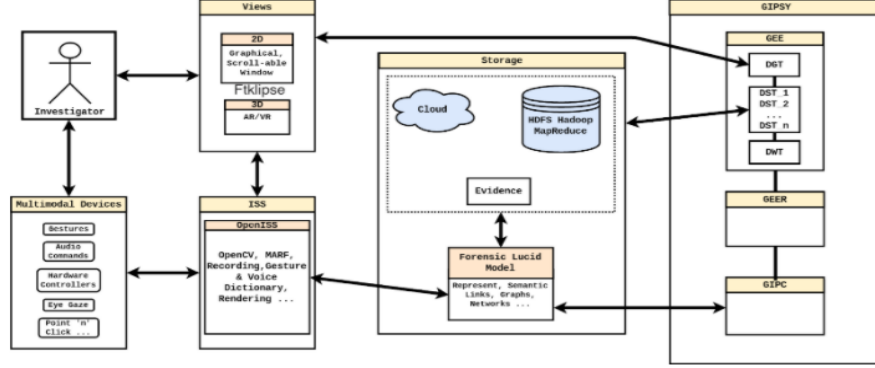 Views
2D
Graphical,
Scroll-able
Window
Ftklipse
3D
AR/VR
Investigator
Multimodal Devices
Gestures
Audio
Commands
Hardware
Controllers
Eye Gaze
Point 'n'
Click ...
ISS
OpenISS
OpenCV, MARF,
Recording,Gesture
& Voice
Dictionary,
Rendering ...
Storage
Cloud
HDFS Hadoop
MapReduce
Evidence
Forensic Lucid
Model
Represent, Semantic
Links, Graphs,
Networks ...
GIPSY
GEE
DGT
DST_1
DST_2
...
DST_n
DWT
GEER
GIPC